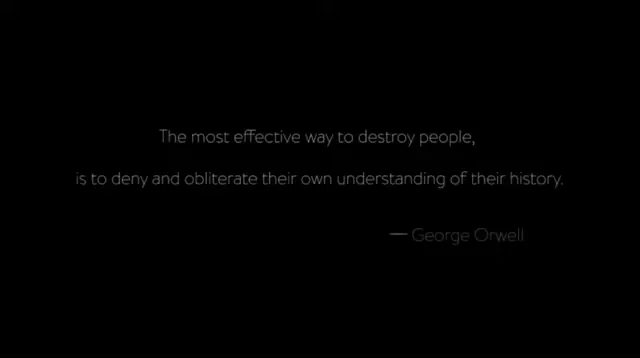 The most effective way to destroy people,
is to deny and obliterate their own understanding of their history.
— George Orwell